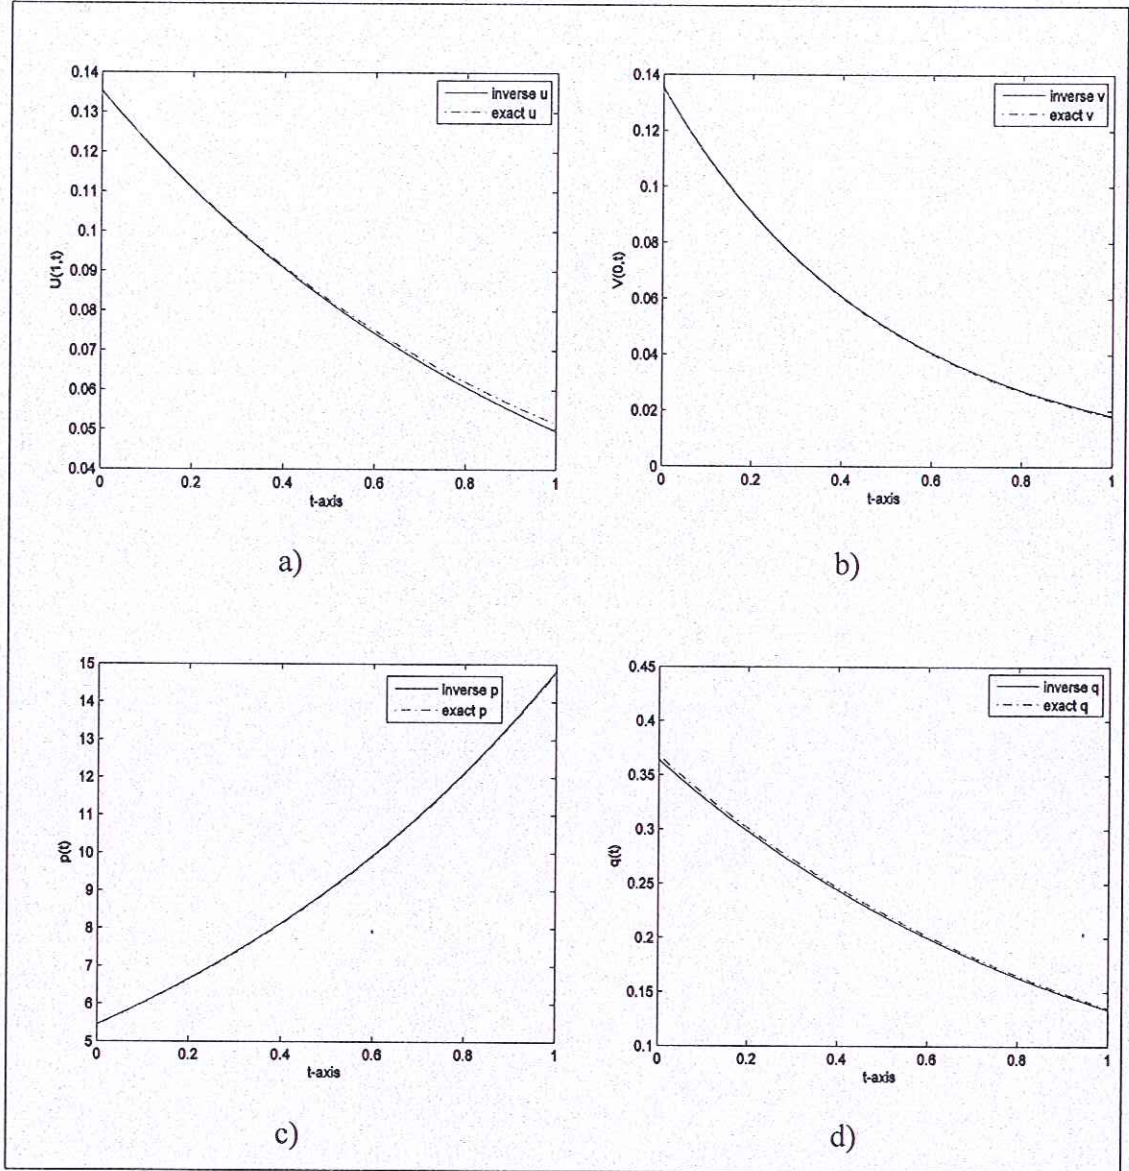 0.14
0.13
0.12
0.11
0.1
0.09
0.08
0.07
0.06
0.05
0.04
U(1,t)
inverse u
exact u
0 0.2 0.4 0.6 0.8 1
t-axis
a)
0.14
0.12
0.1
0.08
0.06
0.04
0.02
0
V(0,t)
inverse v
exact v
0 0.2 0.4 0.6 0.8 1
t-axis
b)
15
14
13
12
11
10
9
8
7
6
5
p(t)
inverse p
exact p
0 0.2 0.4 0.6 0.8 1
t-axis
c)
0.45
0.4
0.35
0.3
0.25
0.2
0.15
0.1
q(t)
inverse q
exact q
0 0.2 0.4 0.6 0.8 1
t-axis
d)